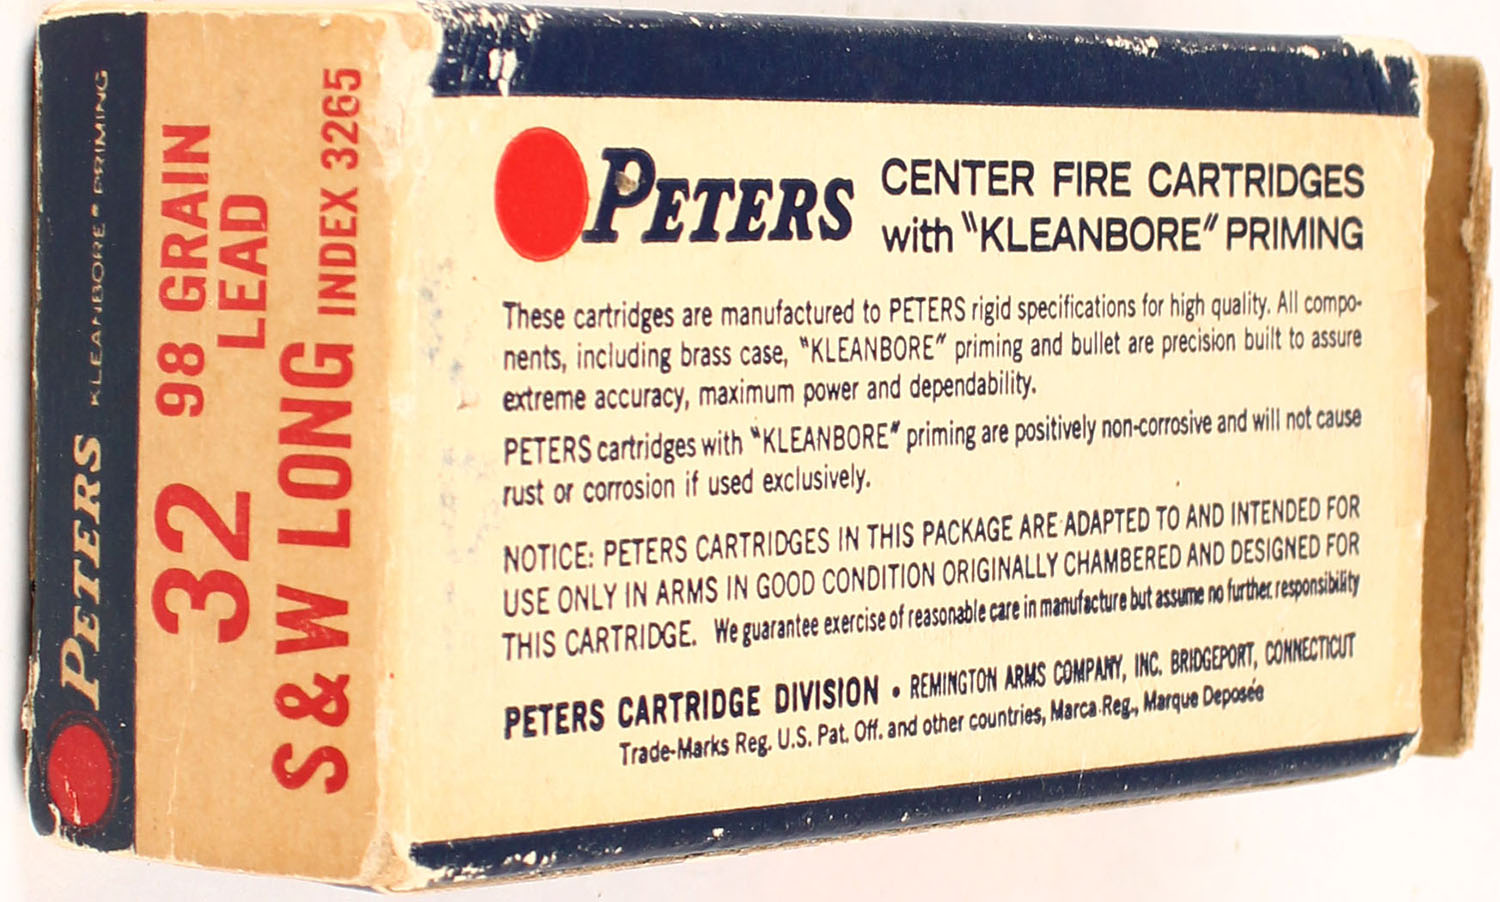 PETERS KLEANBORE® PRIMING
32 98 GRAIN
LEAD
S & W LONG INDEX 3265
PETERS
CENTER FIRE CARTRIDGES
with "KLEANBORE" PRIMING
These cartridges are manufactured to PETERS rigid specifications for high quality. All compo-
nents, including brass case, "KLEANBORE" priming and bullet are precision built to assure
extreme accuracy, maximum power and dependability.
PETERS cartridges with "KLEANBORE" priming are positively non-corrosive and will not cause
rust or corrosion if used exclusively.
NOTICE: PETERS CARTRIDGES IN THIS PACKAGE ARE ADAPTED TO AND INTENDED FOR
USE ONLY IN ARMS IN GOOD CONDITION ORIGINALLY CHAMBERED AND DESIGNED FOR
THIS CARTRIDGE. We guarantee exercise of reasonable care in manufacture but assume no further responsibility
PETERS CARTRIDGE DIVISION • REMINGTON ARMS COMPANY, INC. BRIDGEPORT, CONNECTICUT
Trade-Marks Reg. U.S. Pat. Off. and other countries, Marca Reg., Marque Deposée